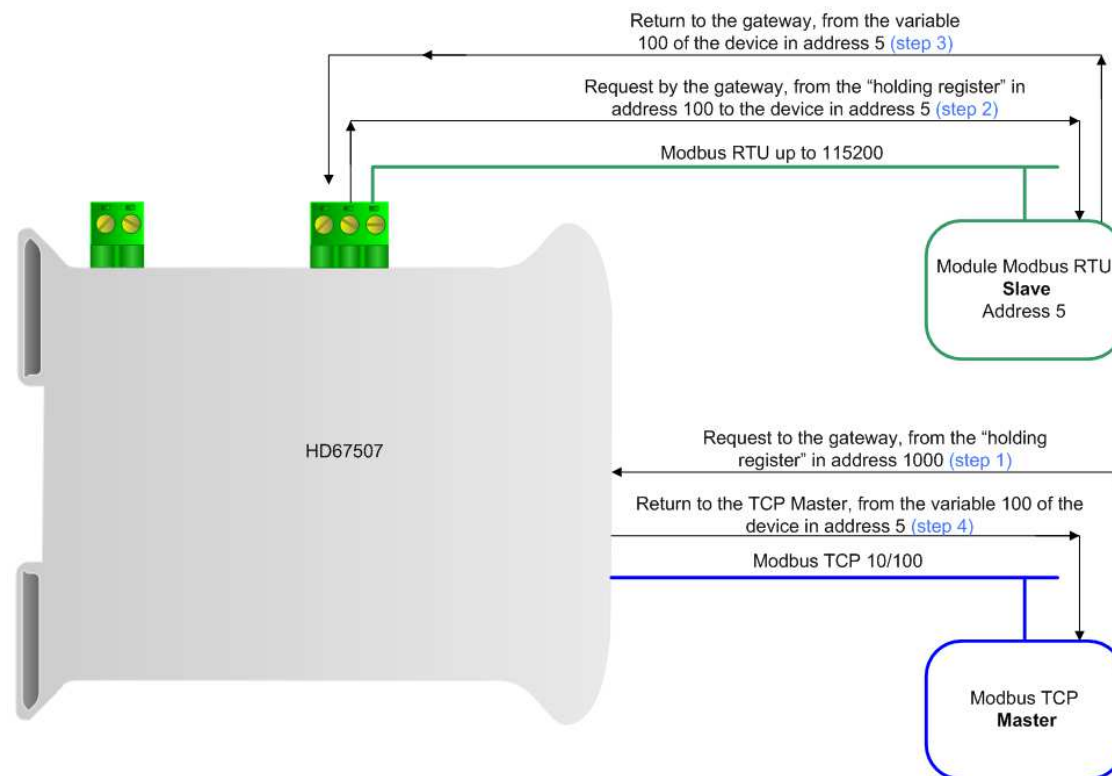 Return to the gateway, from the variable
100 of the device in address 5 (step 3)
Request by the gateway, from the “holding register” in
address 100 to the device in address 5 (step 2)
Modbus RTU up to 115200
Module Modbus RTU
Slave
Address 5
HD67507
Request to the gateway, from the “holding
register” in address 1000 (step 1)
Return to the TCP Master, from the variable 100 of the
device in address 5 (step 4)
Modbus TCP 10/100
Modbus TCP
Master